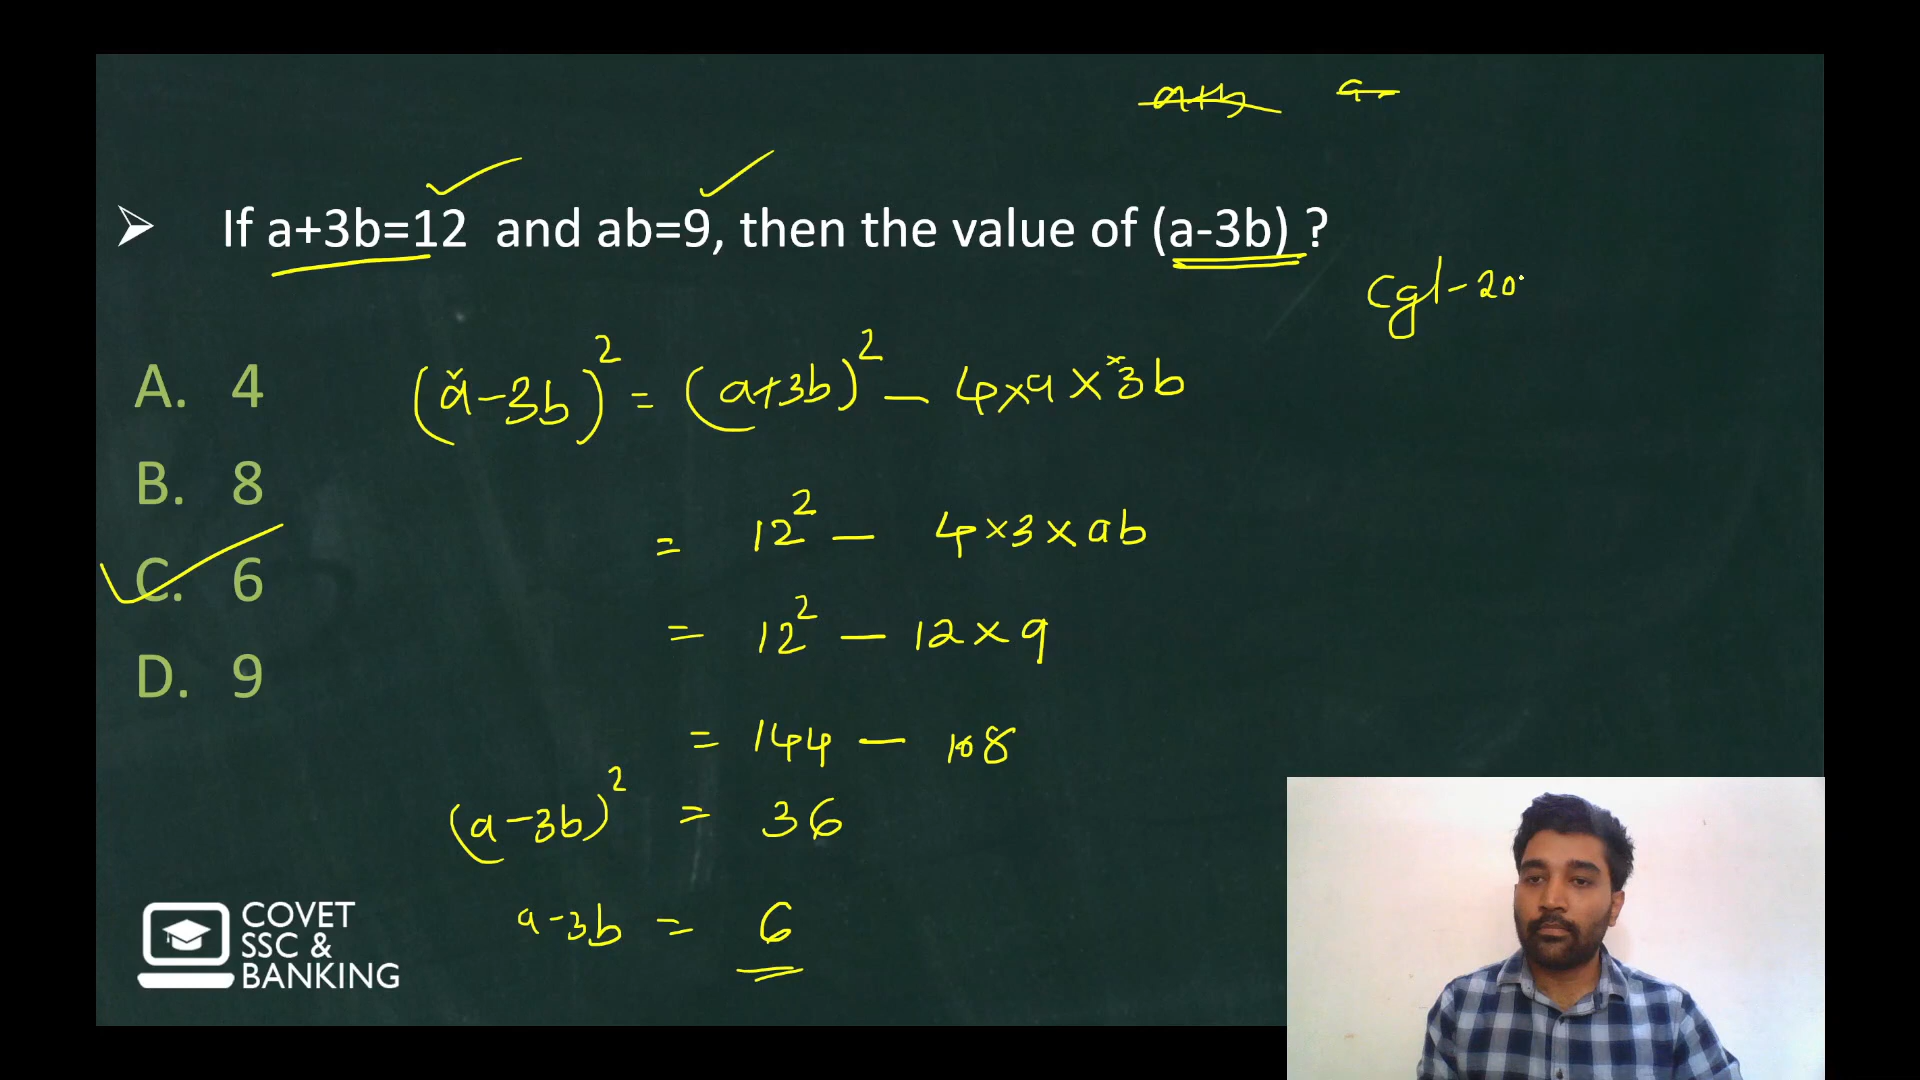 a+b a-
If a+3b=12 and ab=9, then the value of (a-3b) ?
Cgl-20
A. 4
(a-3b)² = (a+3b)² - 4×a×3b
B. 8
= 12² - 4×3×ab
C. 6
= 12² - 12×9
D. 9
= 144 - 108
(a-3b)² = 36
a-3b = 6
COVET
SSC &
BANKING